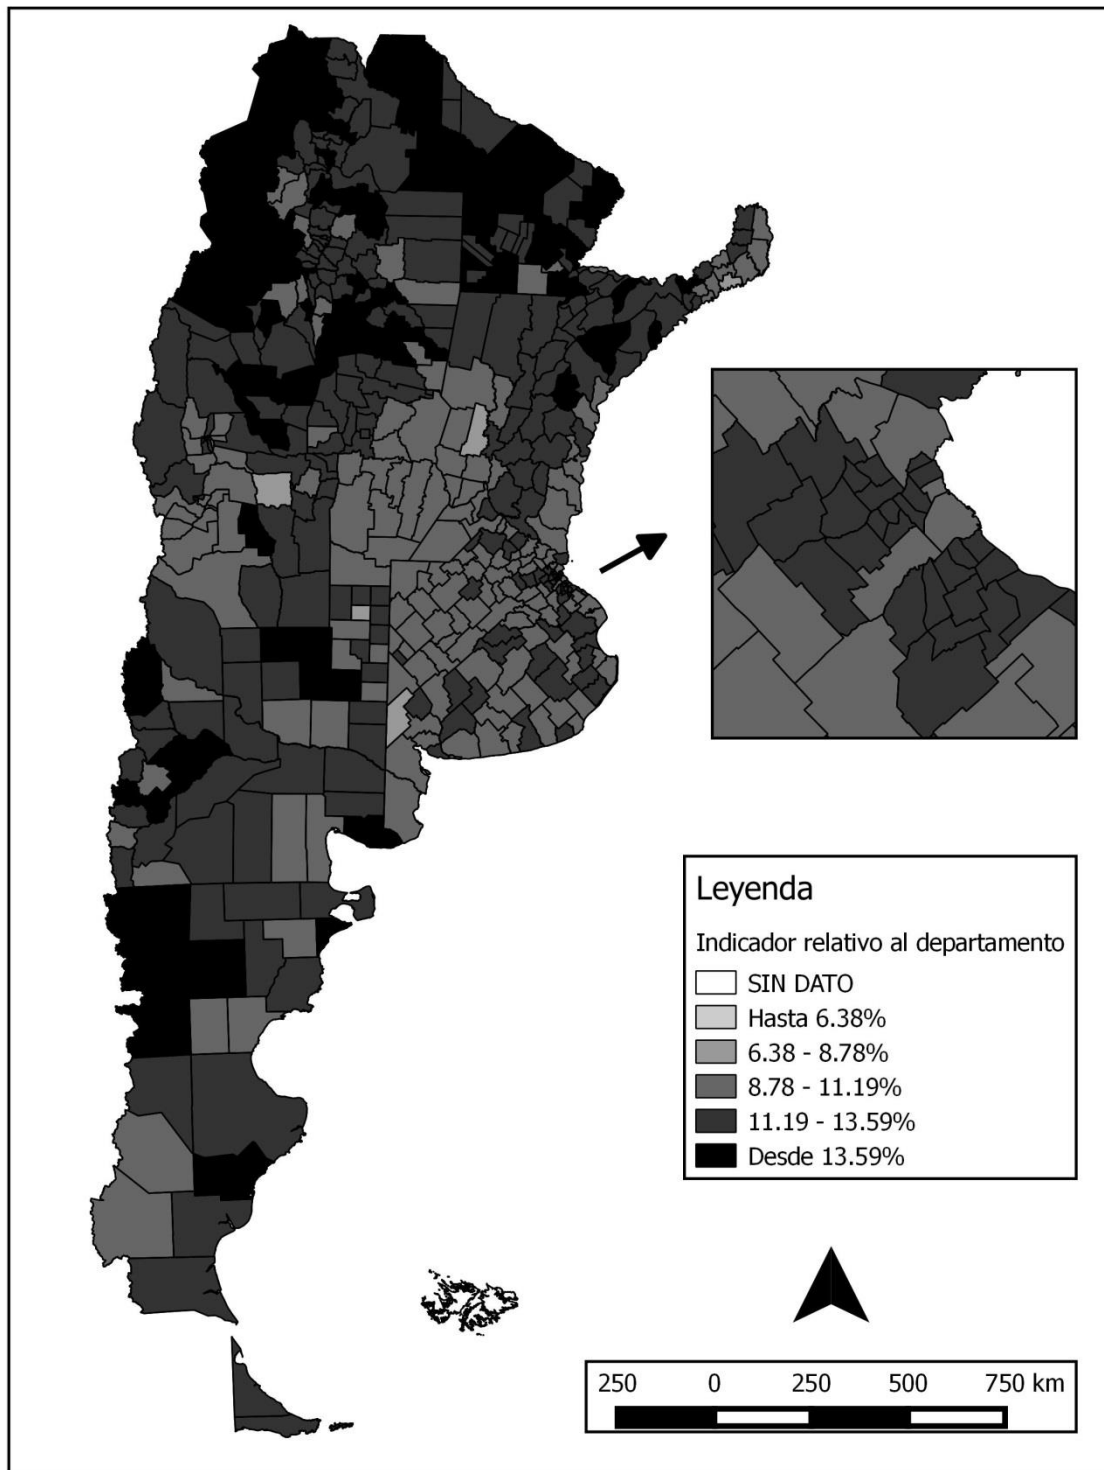 Leyenda
Indicador relativo al departamento
SIN DATO
Hasta 6.38%
6.38 - 8.78%
8.78 - 11.19%
11.19 - 13.59%
Desde 13.59%
250 0 250 500 750 km